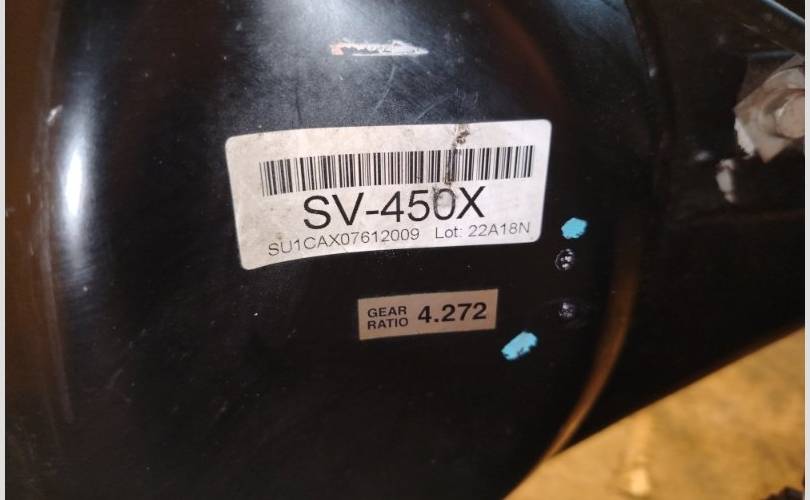 SV-450X
SU1CAX07612009 Lot: 22A18N
GEAR RATIO 4.272